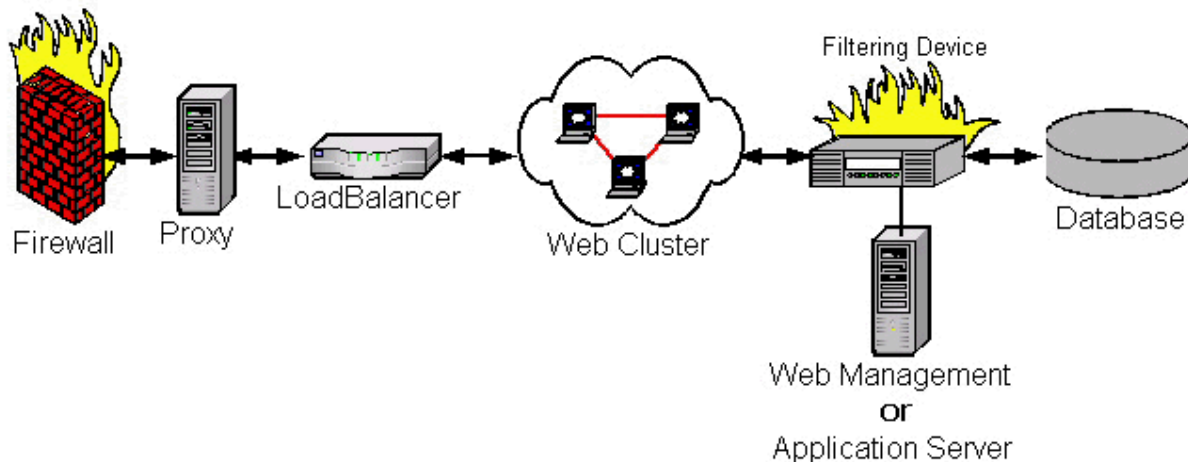 Filtering Device
Firewall
Proxy
LoadBalancer
Web Cluster
Database
Web Management
or
Application Server